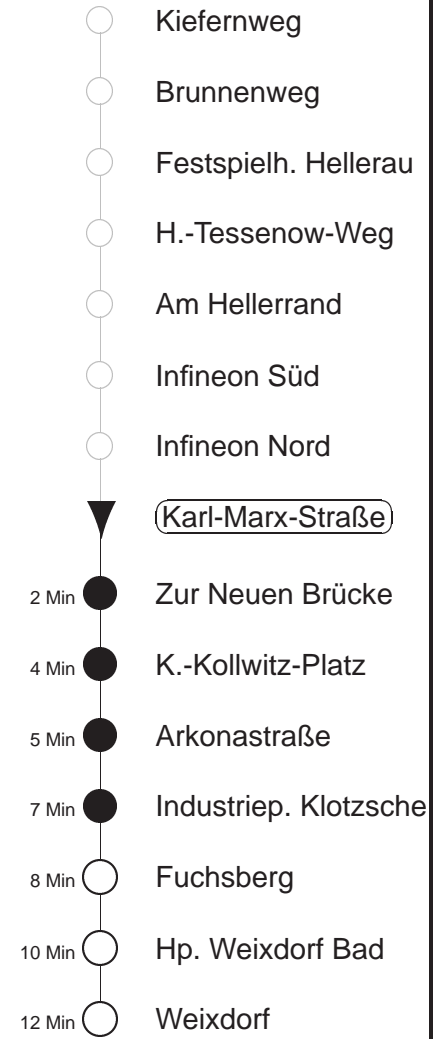 Kiefernweg
Brunnenweg
Festspielh. Hellerau
H.-Tessenow-Weg
Am Hellerrand
Infineon Süd
Infineon Nord
Karl-Marx-Straße
2 Min Zur Neuen Brücke
4 Min K.-Kollwitz-Platz
5 Min Arkonastraße
7 Min Industriep. Klotzsche
8 Min Fuchsberg
10 Min Hp. Weixdorf Bad
12 Min Weixdorf